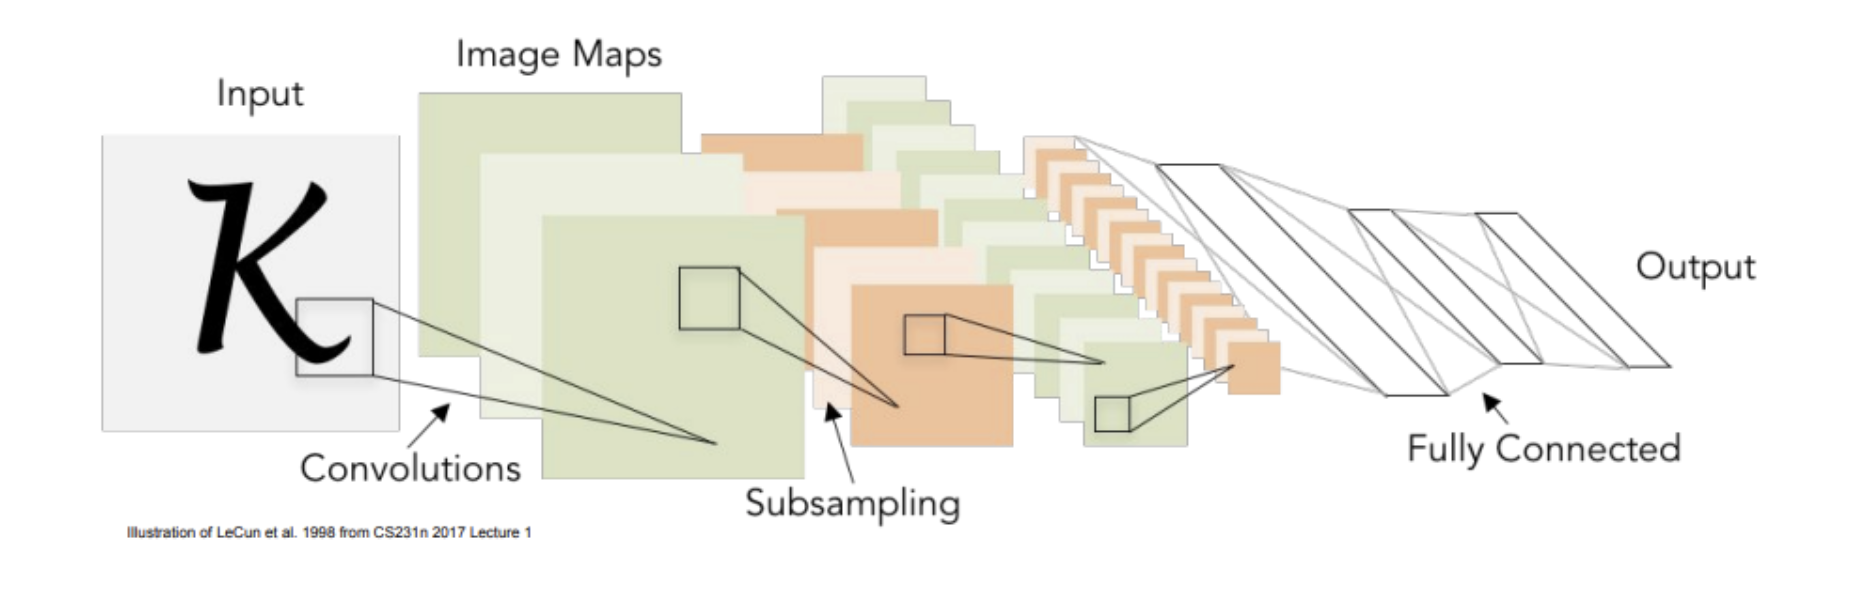 Image Maps
Input
K
Output
Convolutions
Fully Connected
Subsampling
Illustration of LeCun et al. 1998 from CS231n 2017 Lecture 1